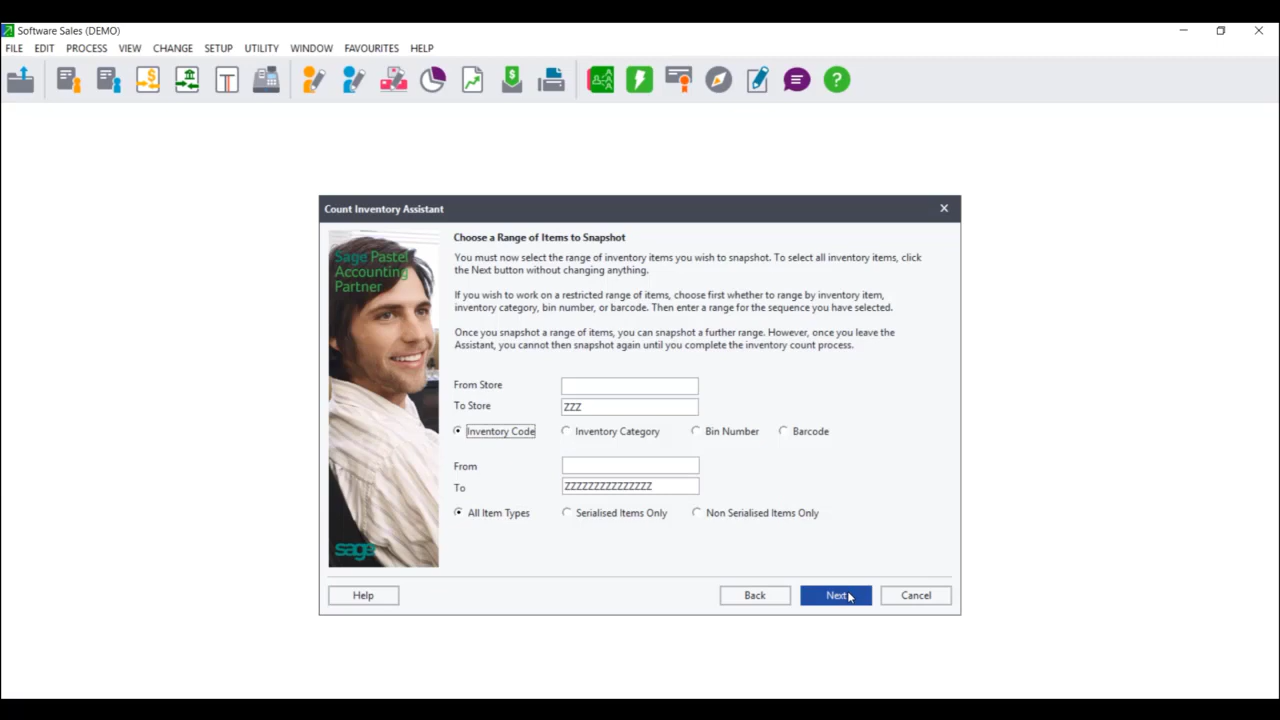 Software Sales (DEMO)
FILE EDIT PROCESS VIEW CHANGE SETUP UTILITY WINDOW FAVOURITES HELP
Count Inventory Assistant
Sage Pastel
Accounting
Partner
sage
Choose a Range of Items to Snapshot
You must now select the range of inventory items you wish to snapshot. To select all inventory items, click
the Next button without changing anything.
If you wish to work on a restricted range of items, choose first whether to range by inventory item,
inventory category, bin number, or barcode. Then enter a range for the sequence you have selected.
Once you snapshot a range of items, you can snapshot a further range. However, once you leave the
Assistant, you cannot then snapshot again until you complete the inventory count process.
From Store
To Store ZZZ
Inventory Code Inventory Category Bin Number Barcode
From
To ZZZZZZZZZZZZZZZ
All Item Types Serialised Items Only Non Serialised Items Only
Help Back Next Cancel